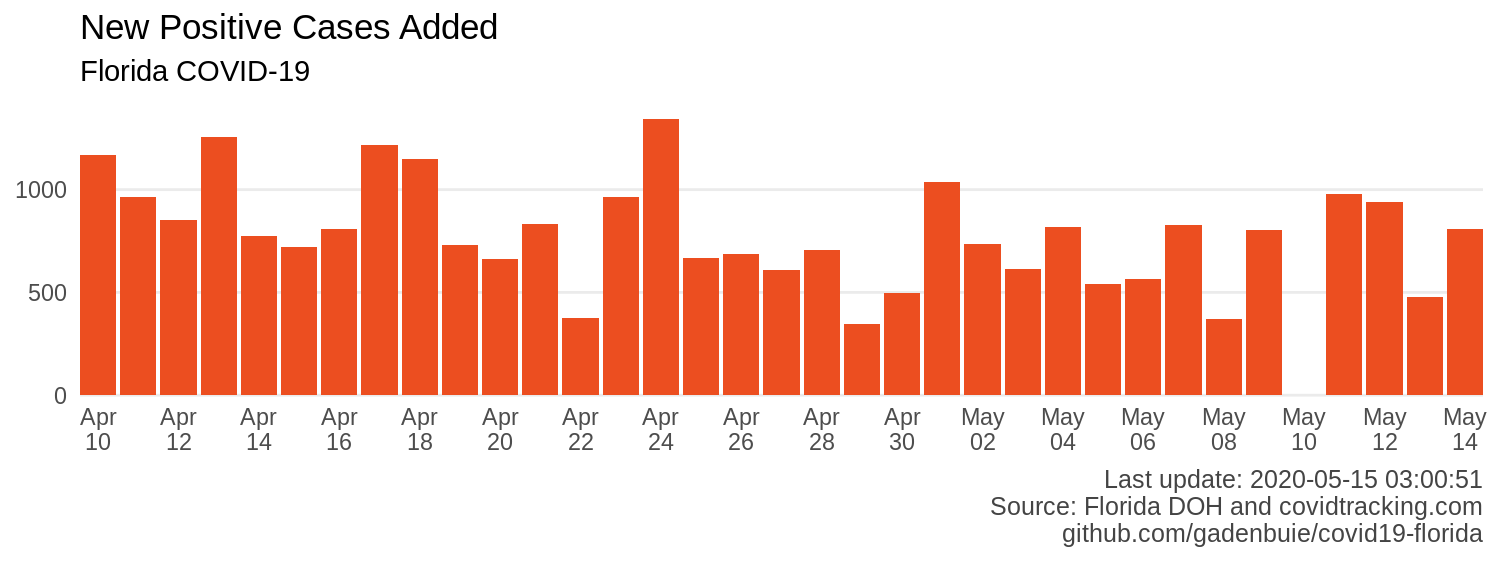 New Positive Cases Added
Florida COVID-19
1000
500
0
Apr Apr Apr Apr Apr Apr Apr Apr Apr Apr Apr May May May May May May May
10 12 14 16 18 20 22 24 26 28 30 02 04 06 08 10 12 14
Last update: 2020-05-15 03:00:51
Source: Florida DOH and covidtracking.com
github.com/gadenbuie/covid19-florida